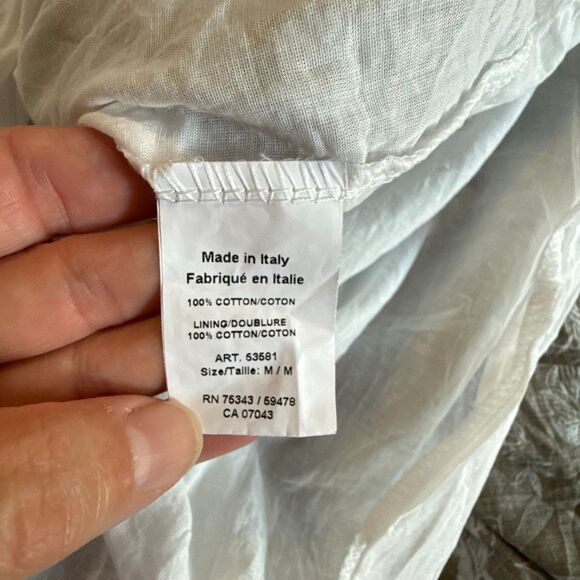 Made in Italy
Fabriqué en Italie
100% COTTON/COTON
LINING/DOUBLURE
100% COTTON/COTON
ART. 53581
Size/Taille: M / M
RN 75343 / 59478
CA 07043